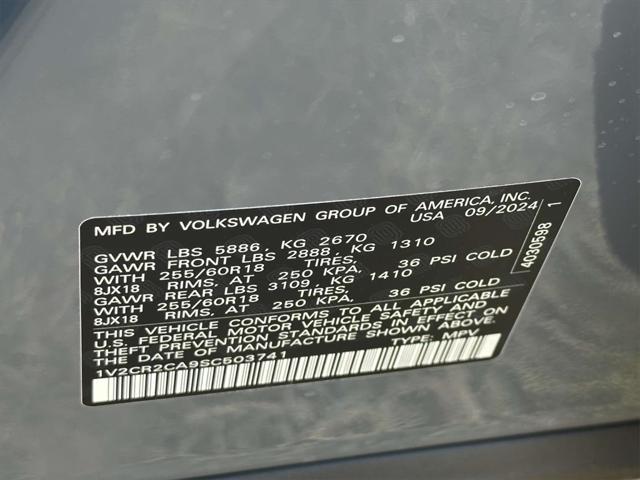 MFD BY VOLKSWAGEN GROUP OF AMERICA, INC.
USA 09/2024
GVWR LBS 5886, KG 2670
GAWR FRONT LBS 2888, KG 1310
WITH 255/60R18 TIRES,
8JX18 RIMS, AT 250 KPA, 36 PSI COLD
GAWR REAR LBS 3109, KG 1410
WITH 255/60R18 TIRES,
8JX18 RIMS, AT 250 KPA, 36 PSI COLD
THIS VEHICLE CONFORMS TO ALL APPLICABLE
U.S. FEDERAL MOTOR VEHICLE SAFETY AND
THEFT PREVENTION STANDARDS IN EFFECT ON
THE DATE OF MANUFACTURE SHOWN ABOVE.
1V2CR2CA9SC503741 TYPE: MPV
4030598 1